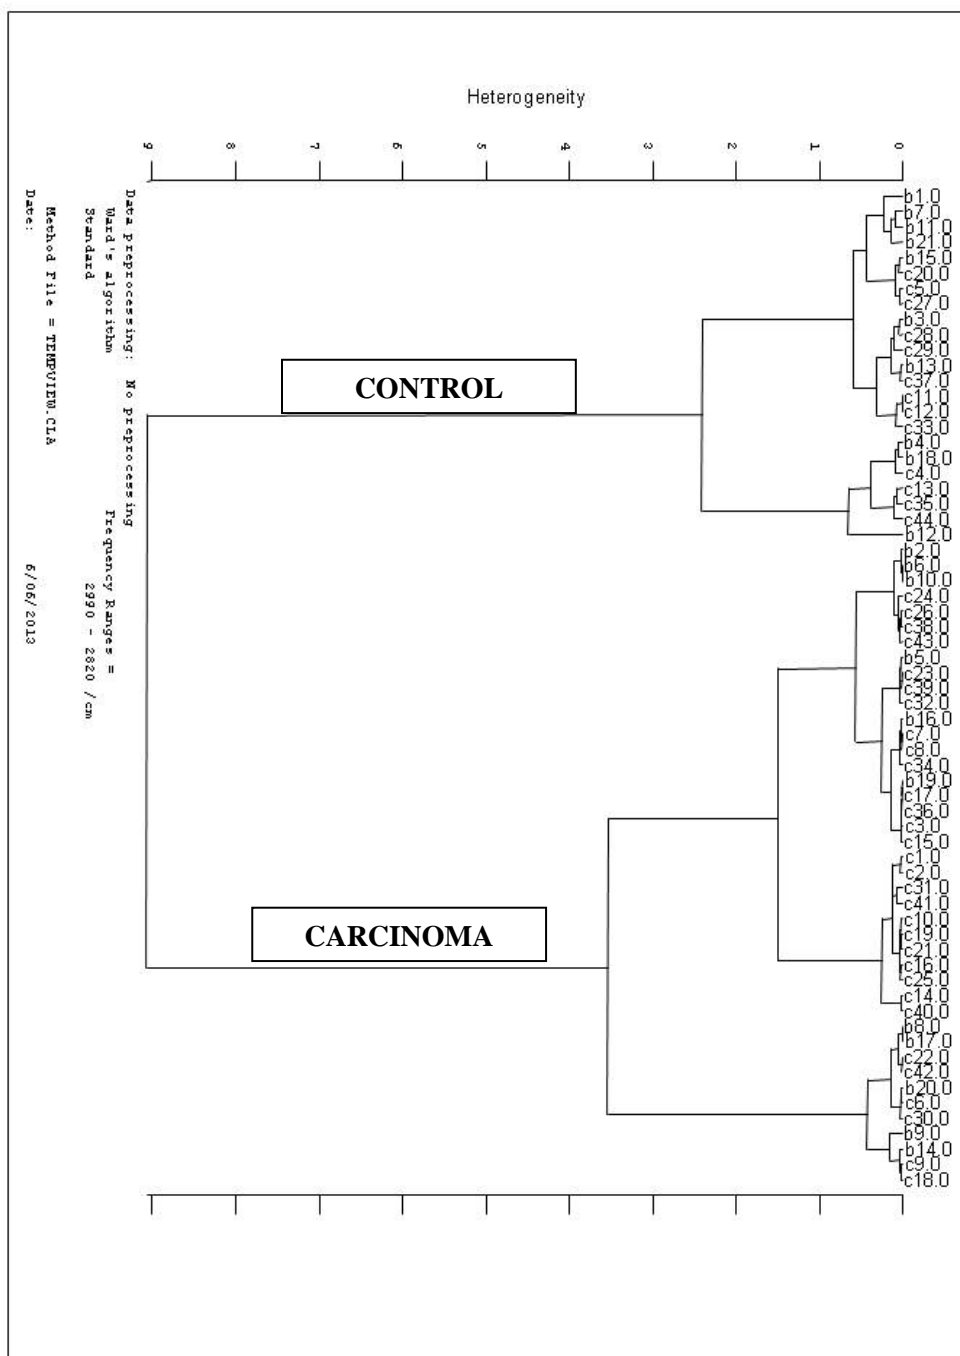 Heterogeneity
9 8 7 6 5 4 3 2 1 0
b1.0
b7.0
b11.0
b21.0
b15.0
c20.0
c5.0
c27.0
b3.0
c28.0
c29.0
b13.0
c37.0
c11.0
c12.0
c33.0
b4.0
b18.0
c4.0
c13.0
c35.0
c44.0
b12.0
b2.0
b6.0
b10.0
c24.0
c26.0
c38.0
c43.0
b5.0
c23.0
c39.0
c32.0
b16.0
c7.0
c8.0
c34.0
b19.0
c17.0
c36.0
c3.0
c15.0
c1.0
c2.0
c31.0
c41.0
c10.0
c19.0
c21.0
c16.0
c25.0
c14.0
c40.0
b8.0
b17.0
c22.0
c42.0
b20.0
c6.0
c30.0
b9.0
b14.0
c9.0
c18.0
CONTROL
CARCINOMA
Data preprocessing: No preprocessing
Ward's algorithm Frequency Ranges =
Standard 2990 - 2820 /cm
Method File = TEMPVIEW.CLA
Date: 6/06/2013